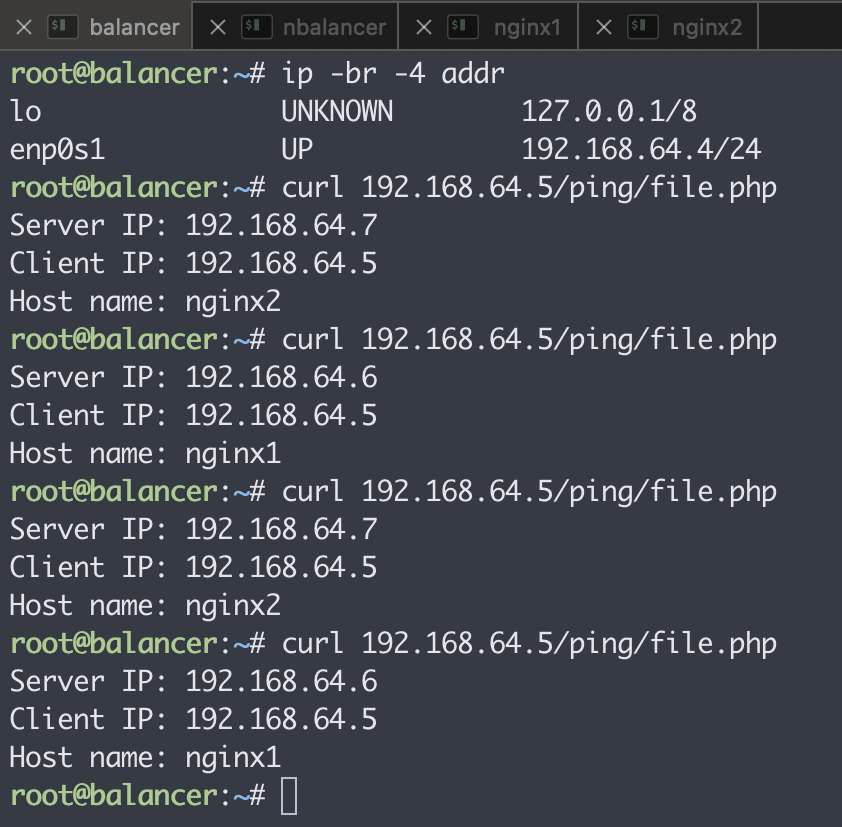 balancer nbalancer nginx1 nginx2
root@balancer:~# ip -br -4 addr
lo UNKNOWN 127.0.0.1/8
enp0s1 UP 192.168.64.4/24
root@balancer:~# curl 192.168.64.5/ping/file.php
Server IP: 192.168.64.7
Client IP: 192.168.64.5
Host name: nginx2
root@balancer:~# curl 192.168.64.5/ping/file.php
Server IP: 192.168.64.6
Client IP: 192.168.64.5
Host name: nginx1
root@balancer:~# curl 192.168.64.5/ping/file.php
Server IP: 192.168.64.7
Client IP: 192.168.64.5
Host name: nginx2
root@balancer:~# curl 192.168.64.5/ping/file.php
Server IP: 192.168.64.6
Client IP: 192.168.64.5
Host name: nginx1
root@balancer:~#